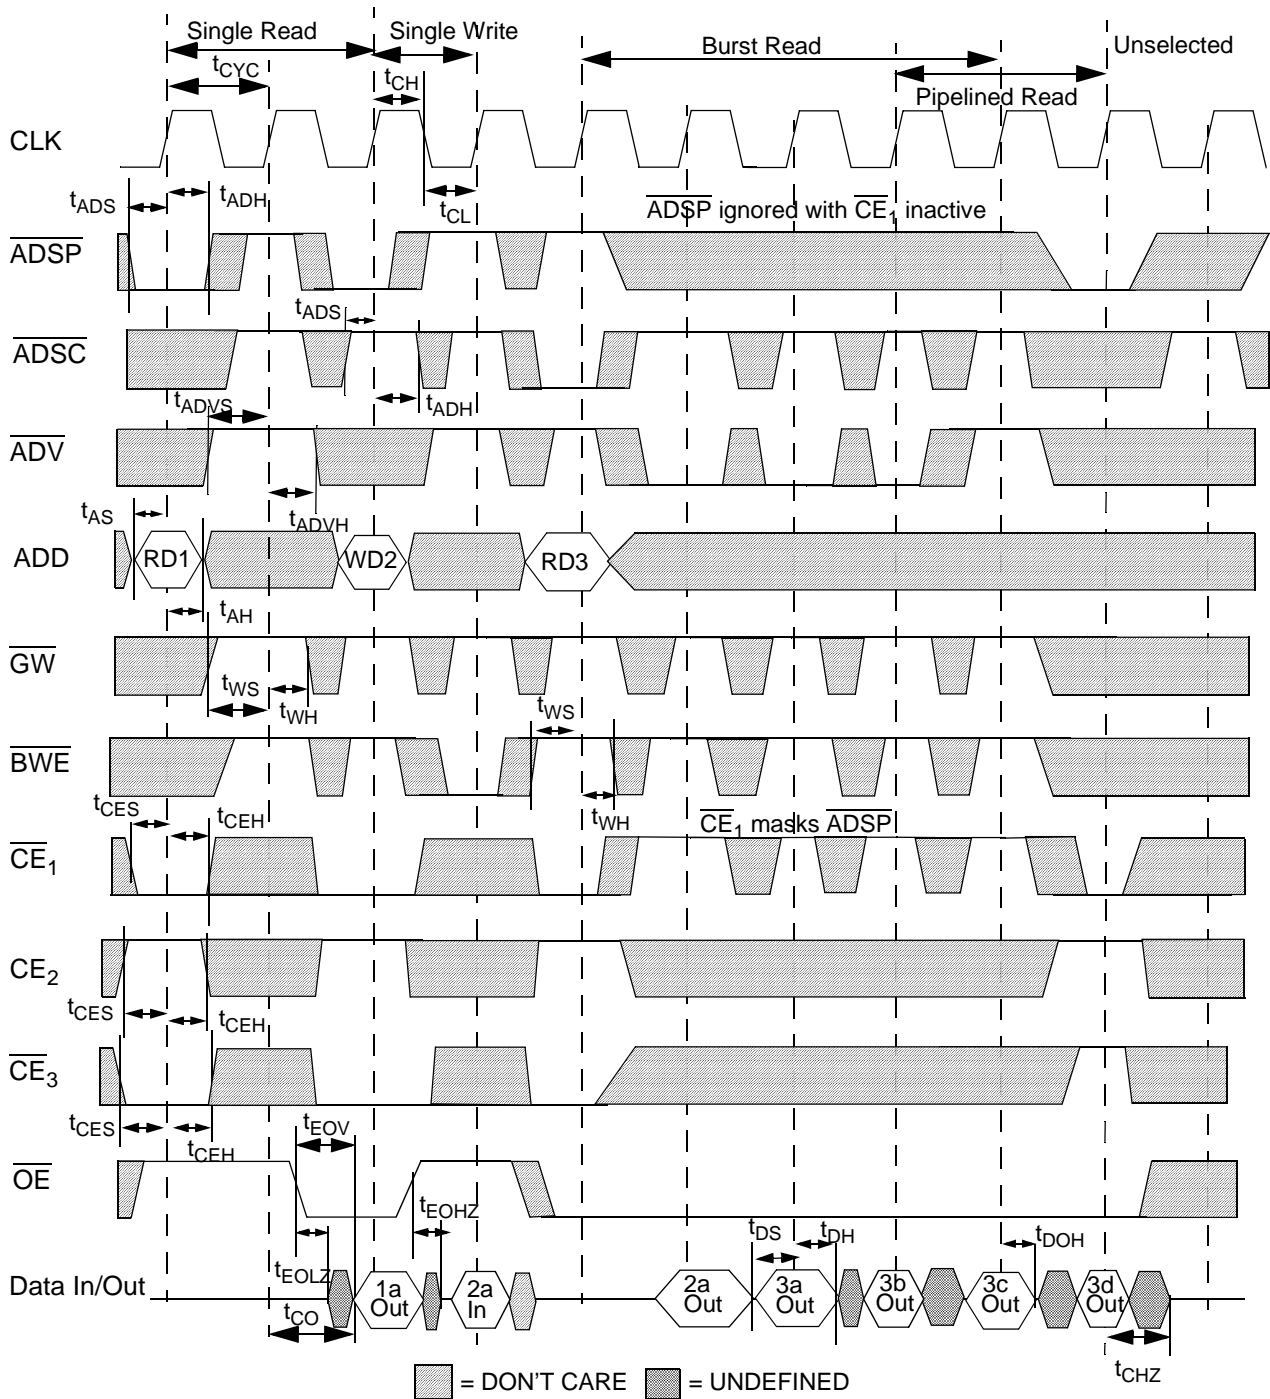 Single Read
Single Write
Burst Read
Unselected
tCYC
tCH
Pipelined Read
CLK
tADS
tADH
tCL
ADSP ignored with CE1 inactive
ADSP
tADS
ADSC
tADVS
tADH
ADV
tAS
tADVH
ADD
RD1
WD2
RD3
tAH
GW
tWS
tWH
tWS
BWE
tCES
tCEH
tWH
CE1 masks ADSP
CE1
CE2
tCES
tCEH
CE3
tCES
tCEH
tEOV
OE
tEOHZ
tDS
tDH
tDOH
tEOLZ
Data In/Out
1a Out
2a In
2a Out
3a Out
3b Out
3c Out
3d Out
tCO
tCHZ
= DON'T CARE
= UNDEFINED